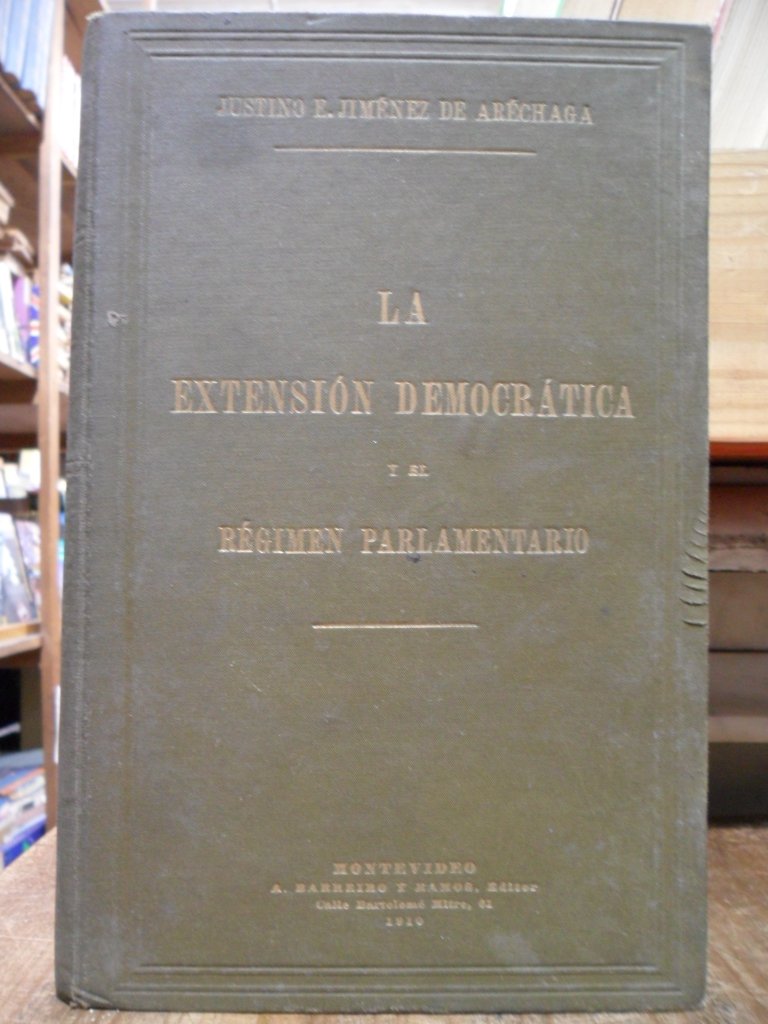 JUSTINO E. JIMÉNEZ DE ARÉCHAGA
LA
EXTENSIÓN DEMOCRÁTICA
Y EL
RÉGIMEN PARLAMENTARIO
MONTEVIDEO
A. BARREIRO Y RAMOS, Editor
Calle Bartolomé Mitre, 61
1910